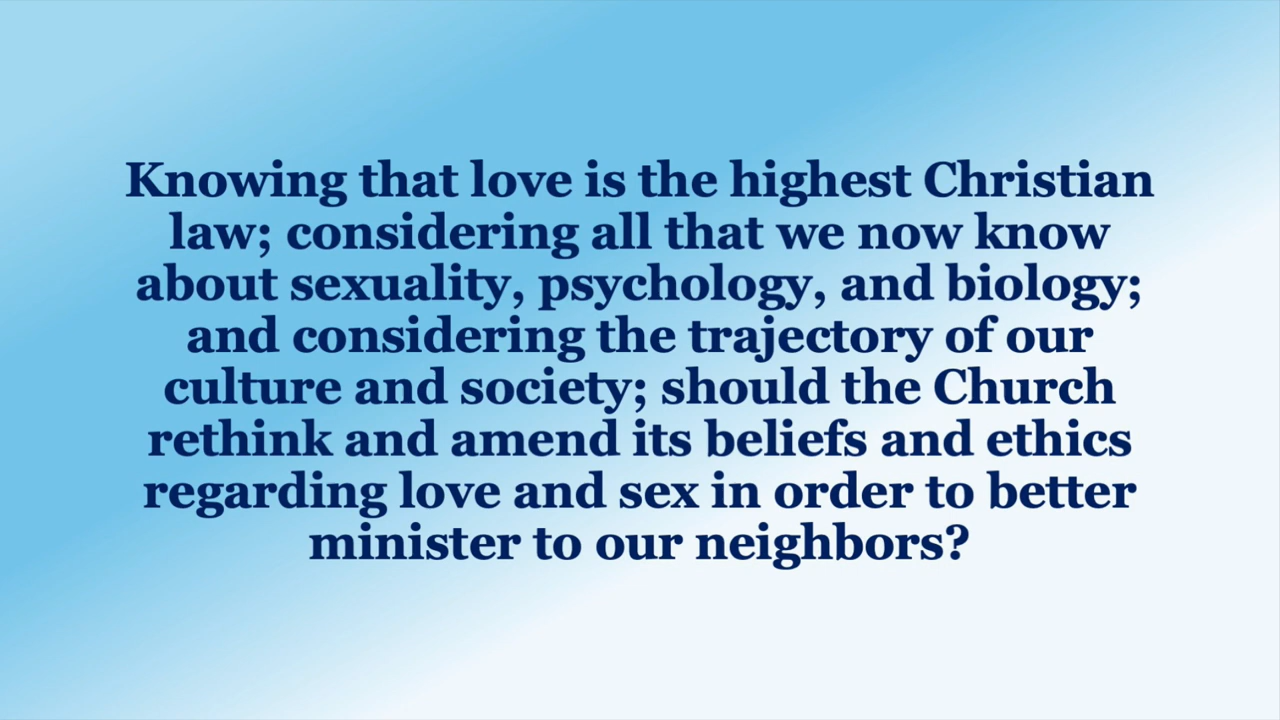 Knowing that love is the highest Christian
law; considering all that we now know
about sexuality, psychology, and biology;
and considering the trajectory of our
culture and society; should the Church
rethink and amend its beliefs and ethics
regarding love and sex in order to better
minister to our neighbors?